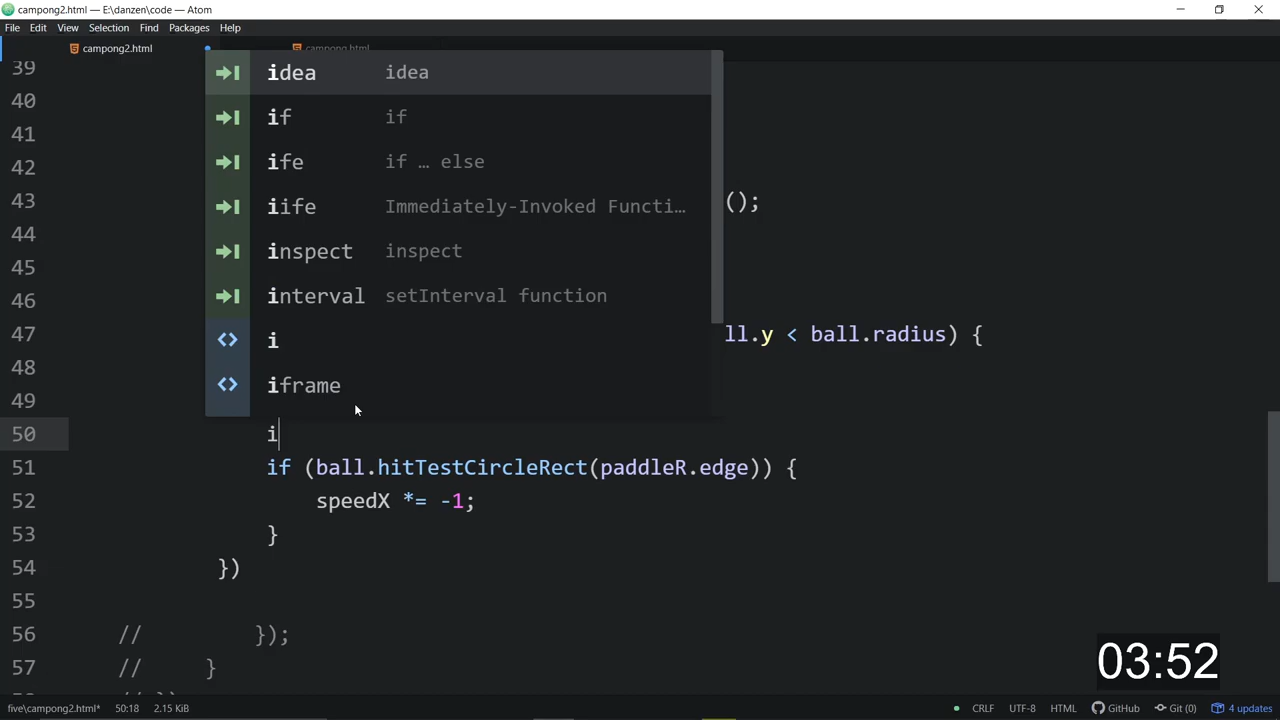 campong2.html — E:\danzen\code — Atom
File Edit View Selection Find Packages Help
campong2.html campong.html
39
40
41
42
43 ();
44
45
46
47 ll.y < ball.radius) {
48
49
50 i
51 if (ball.hitTestCircleRect(paddleR.edge)) {
52 speedX *= -1;
53 }
54 })
55
56 // });
57 // }
idea idea
if if
ife if … else
iife Immediately-Invoked Functi…
inspect inspect
interval setInterval function
i
iframe
03:52
five\campong2.html* 50:18 2.15 KiB CRLF UTF-8 HTML GitHub Git (0) 4 updates